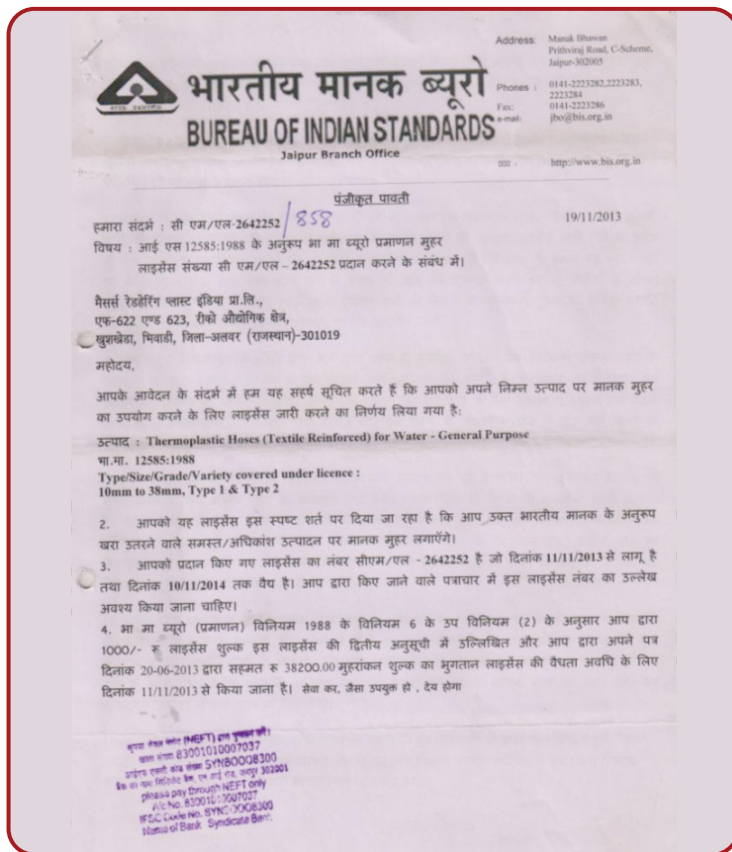 Address: Manak Bhawan
Prithviraj Road, C-Scheme,
Jaipur-302005
Phones : 0141-2223282,2223283,
2223284
Fax: 0141-2223286
e-mail: jbo@bis.org.in
http://www.bis.org.in
भारतीय मानक ब्यूरो
BUREAU OF INDIAN STANDARDS
Jaipur Branch Office
पंजीकृत पावती
हमारा संदर्भ : सी एम/एल-2642252 /858
19/11/2013
विषय : आई एस 12585:1988 के अनुरूप भा मा ब्यूरो प्रमाणन मुहर
लाइसेंस संख्या सी एम/एल – 2642252 प्रदान करने के संबंध में।
मैसर्स रेडहेरिंग प्लास्ट इंडिया प्रा.लि.,
एफ-622 एण्ड 623, रीको औद्योगिक क्षेत्र,
खुशखेडा, भिवाडी, जिला-अलवर (राजस्थान)-301019
महोदय,
आपके आवेदन के संदर्भ में हम यह सहर्ष सूचित करते हैं कि आपको अपने निम्न उत्पाद पर मानक मुहर
का उपयोग करने के लिए लाइसेंस जारी करने का निर्णय लिया गया है:
उत्पाद : Thermoplastic Hoses (Textile Reinforced) for Water - General Purpose
भा.मा. 12585:1988
Type/Size/Grade/Variety covered under licence :
10mm to 38mm, Type 1 & Type 2
2. आपको यह लाइसेंस इस स्पष्ट शर्त पर दिया जा रहा है कि आप उक्त भारतीय मानक के अनुरूप
खरा उतरने वाले समस्त/अधिकांश उत्पादन पर मानक मुहर लगाएँगे।
3. आपको प्रदान किए गए लाइसेंस का नंबर सीएम/एल - 2642252 है जो दिनांक 11/11/2013 से लागू है
तथा दिनांक 10/11/2014 तक वैध है। आप द्वारा किए जाने वाले पत्राचार में इस लाइसेंस नंबर का उल्लेख
अवश्य किया जाना चाहिए।
4. भा मा ब्यूरो (प्रमाणन) विनियम 1988 के विनियम 6 के उप विनियम (2) के अनुसार आप द्वारा
1000/- रु लाइसेंस शुल्क इस लाइसेंस की द्वितीय अनुसूची में उल्लिखित और आप द्वारा अपने पत्र
दिनांक 20-06-2013 द्वारा सहमत रू 38200.00 मुहरांकन शुल्क का भुगतान लाइसेंस की वैधता अवधि के लिए
दिनांक 11/11/2013 से किया जाना है। सेवा कर, जैसा उपयुक्त हो , देय होगा
(NEFT) द्वारा
83001010007037
SYNB0008300
302001
please pay through NEFT only
A/c No. 83001010007037
IFSC Code No. SYNB0008300
Name of Bank Syndicate Bank.